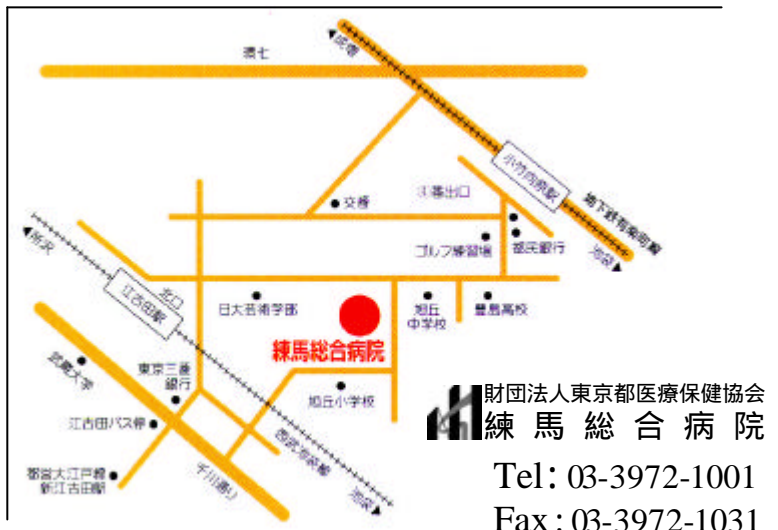 環七
成増
小竹向原駅
地下鉄有楽町線
池袋
③番出口
交番
ゴルフ練習場
都民銀行
所沢
北口
江古田駅
日大芸術学部
旭丘
中学校
豊島高校
練馬総合病院
武蔵大学
東京三菱
銀行
旭丘小学校
江古田バス停
西武池袋線
都営大江戸線
新江古田駅
千川通り
池袋
財団法人東京都医療保健協会
練馬総合病院
Tel: 03-3972-1001
Fax : 03-3972-1031